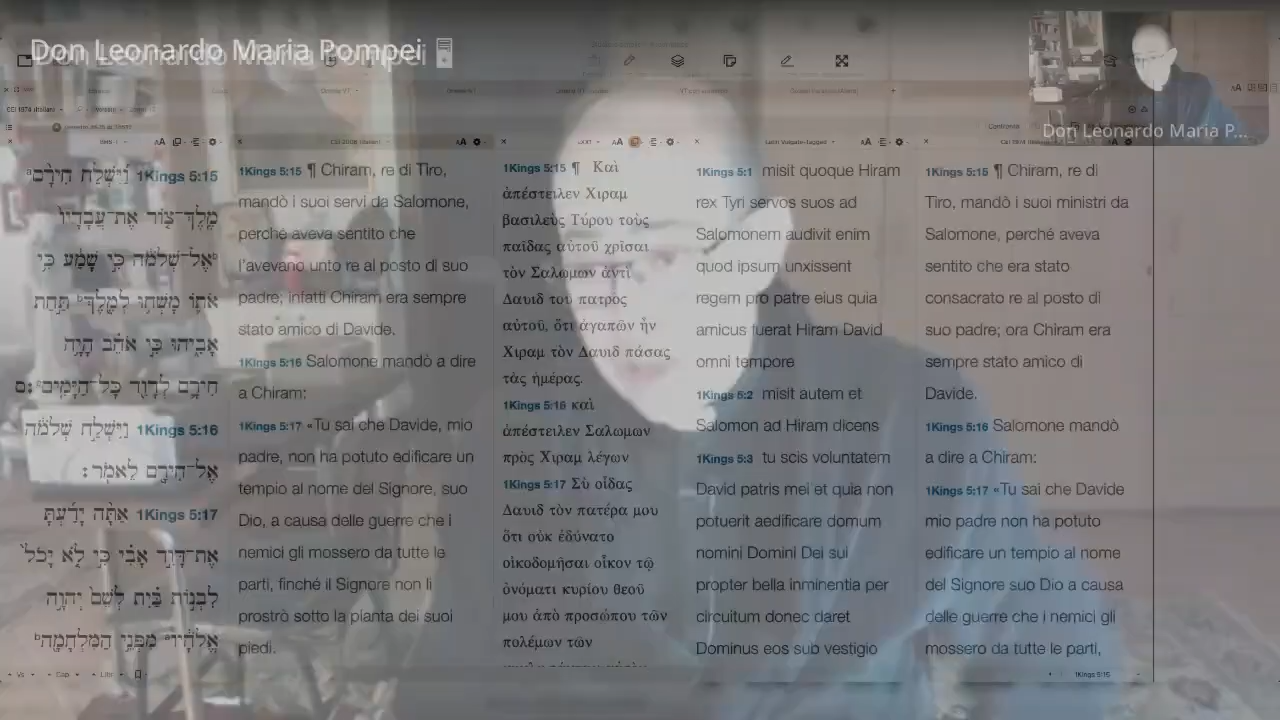 Don Leonardo Maria Pompei
Don Leonardo Maria P...
1Kings 5:15 וַיִּשְׁלַח חִירָם
מֶלֶךְ־צוֹר אֶת־עֲבָדָיו
אֶל־שְׁלֹמֹה כִּי שָׁמַע כִּי
אֹתוֹ מָשְׁחוּ לְמֶלֶךְ תַּחַת
אָבִיהוּ כִּי אֹהֵב הָיָה
חִירָם לְדָוִד כָּל־הַיָּמִים׃ ס
1Kings 5:16 וַיִּשְׁלַח שְׁלֹמֹה
אֶל־חִירָם לֵאמֹר׃
1Kings 5:17 אַתָּה יָדַעְתָּ
אֶת־דָּוִד אָבִי כִּי לֹא יָכֹל
לִבְנוֹת בַּיִת לְשֵׁם יְהוָה
אֱלֹהָיו מִפְּנֵי הַמִּלְחָמָה
1Kings 5:15 ¶ Chiram, re di Tiro,
mandò i suoi servi da Salomone,
perché aveva sentito che
l'avevano unto re al posto di suo
padre; infatti Chiram era sempre
stato amico di Davide.
1Kings 5:16 Salomone mandò a dire
a Chiram:
1Kings 5:17 «Tu sai che Davide, mio
padre, non ha potuto edificare un
tempio al nome del Signore, suo
Dio, a causa delle guerre che i
nemici gli mossero da tutte le
parti, finché il Signore non li
prostrò sotto la pianta dei suoi
piedi.
1Kings 5:15 ¶ Καὶ
ἀπέστειλεν Χιραμ
βασιλεὺς Τύρου τοὺς
παῖδας αὐτοῦ χρῖσαι
τὸν Σαλωμων ἀντὶ
Δαυιδ τοῦ πατρὸς
αὐτοῦ, ὅτι ἀγαπῶν ἦν
Χιραμ τὸν Δαυιδ πάσας
τὰς ἡμέρας.
1Kings 5:16 καὶ
ἀπέστειλεν Σαλωμων
πρὸς Χιραμ λέγων
1Kings 5:17 Σὺ οἶδας
Δαυιδ τὸν πατέρα μου
ὅτι οὐκ ἐδύνατο
οἰκοδομῆσαι οἶκον τῷ
ὀνόματι κυρίου θεοῦ
μου ἀπὸ προσώπου τῶν
πολέμων τῶν
1Kings 5:1 misit quoque Hiram
rex Tyri servos suos ad
Salomonem audivit enim
quod ipsum unxissent
regem pro patre eius quia
amicus fuerat Hiram David
omni tempore
1Kings 5:2 misit autem et
Salomon ad Hiram dicens
1Kings 5:3 tu scis voluntatem
David patris mei et quia non
potuerit aedificare domum
nomini Domini Dei sui
propter bella inminentia per
circuitum donec daret
Dominus eos sub vestigio
1Kings 5:15 ¶ Chiram, re di
Tiro, mandò i suoi ministri da
Salomone, perché aveva
sentito che era stato
consacrato re al posto di
suo padre; ora Chiram era
sempre stato amico di
Davide.
1Kings 5:16 Salomone mandò
a dire a Chiram:
1Kings 5:17 «Tu sai che Davide
mio padre non ha potuto
edificare un tempio al nome
del Signore suo Dio a causa
delle guerre che i nemici gli
mossero da tutte le parti,
1Kings 5:15